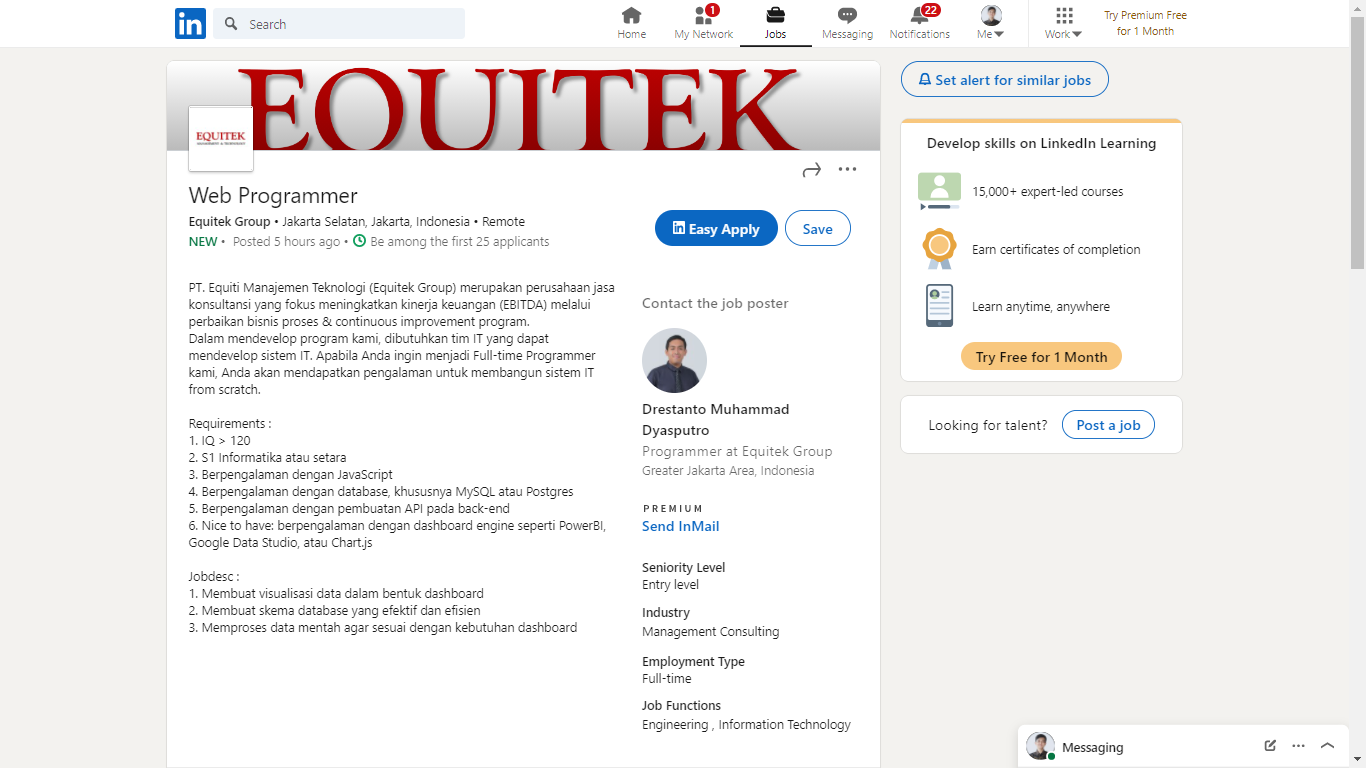 in
Search
Home
1
My Network
Jobs
Messaging
22
Notifications
Me
Work
Try Premium Free
for 1 Month
EQUITEK
EQUITEK
Web Programmer
Equitek Group • Jakarta Selatan, Jakarta, Indonesia • Remote
NEW • Posted 5 hours ago • Be among the first 25 applicants
in Easy Apply
Save
PT. Equiti Manajemen Teknologi (Equitek Group) merupakan perusahaan jasa
konsultansi yang fokus meningkatkan kinerja keuangan (EBITDA) melalui
perbaikan bisnis proses & continuous improvement program.
Dalam mendevelop program kami, dibutuhkan tim IT yang dapat
mendevelop sistem IT. Apabila Anda ingin menjadi Full-time Programmer
kami, Anda akan mendapatkan pengalaman untuk membangun sistem IT
from scratch.
Requirements :
1. IQ > 120
2. S1 Informatika atau setara
3. Berpengalaman dengan JavaScript
4. Berpengalaman dengan database, khususnya MySQL atau Postgres
5. Berpengalaman dengan pembuatan API pada back-end
6. Nice to have: berpengalaman dengan dashboard engine seperti PowerBI,
Google Data Studio, atau Chart.js
Jobdesc :
1. Membuat visualisasi data dalam bentuk dashboard
2. Membuat skema database yang efektif dan efisien
3. Memproses data mentah agar sesuai dengan kebutuhan dashboard
Contact the job poster
Drestanto Muhammad
Dyasputro
Programmer at Equitek Group
Greater Jakarta Area, Indonesia
PREMIUM
Send InMail
Seniority Level
Entry level
Industry
Management Consulting
Employment Type
Full-time
Job Functions
Engineering , Information Technology
Set alert for similar jobs
Develop skills on LinkedIn Learning
15,000+ expert-led courses
Earn certificates of completion
Learn anytime, anywhere
Try Free for 1 Month
Looking for talent?
Post a job
Messaging